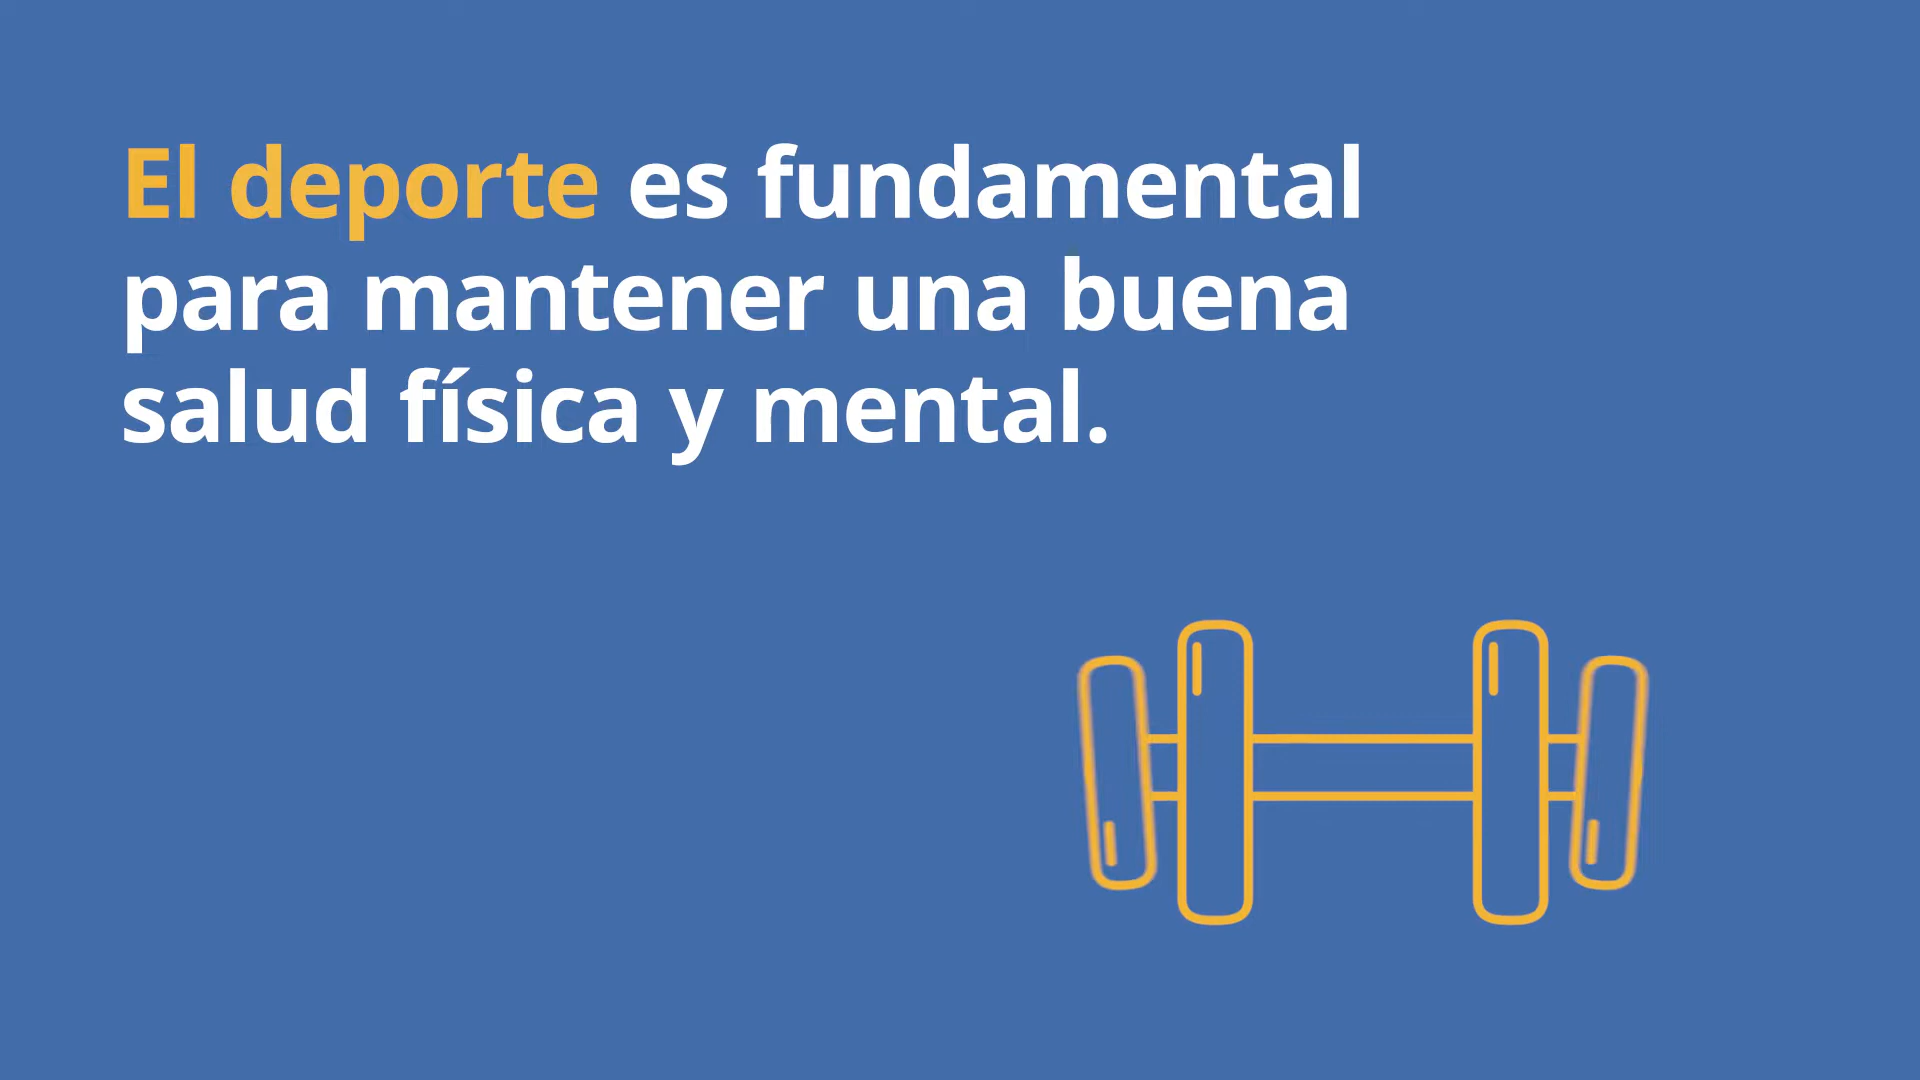 El deporte es fundamental
para mantener una buena
salud física y mental.